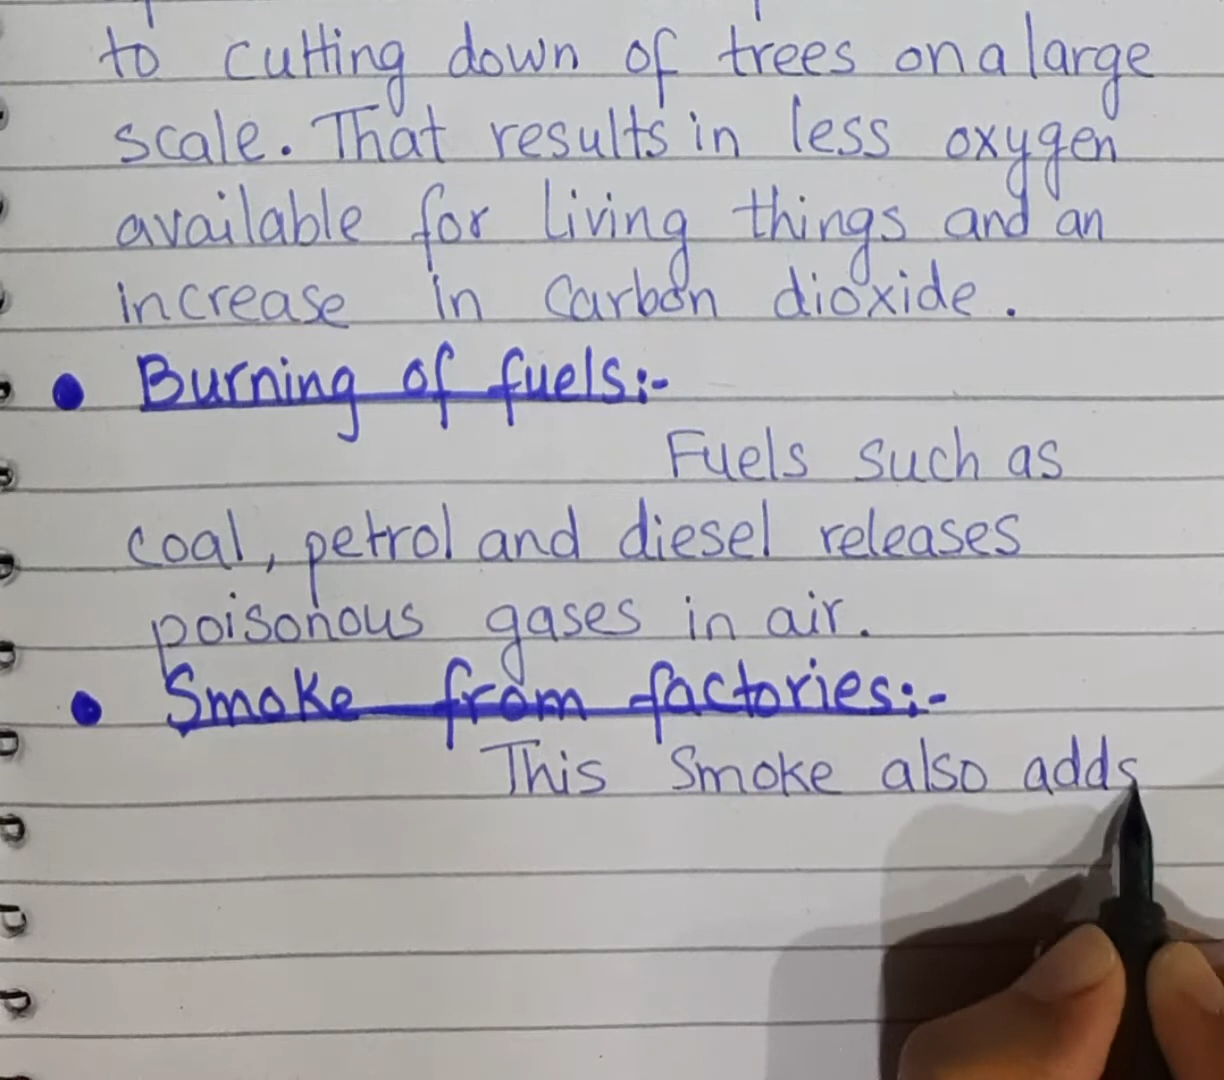 to cutting down of trees on a large
scale. That results in less oxygen
available for living things and an
increase in Carbon dioxide.
• Burning of fuels:-
Fuels such as
coal, petrol and diesel releases
poisonous gases in air.
• Smoke from factories:-
This Smoke also adds